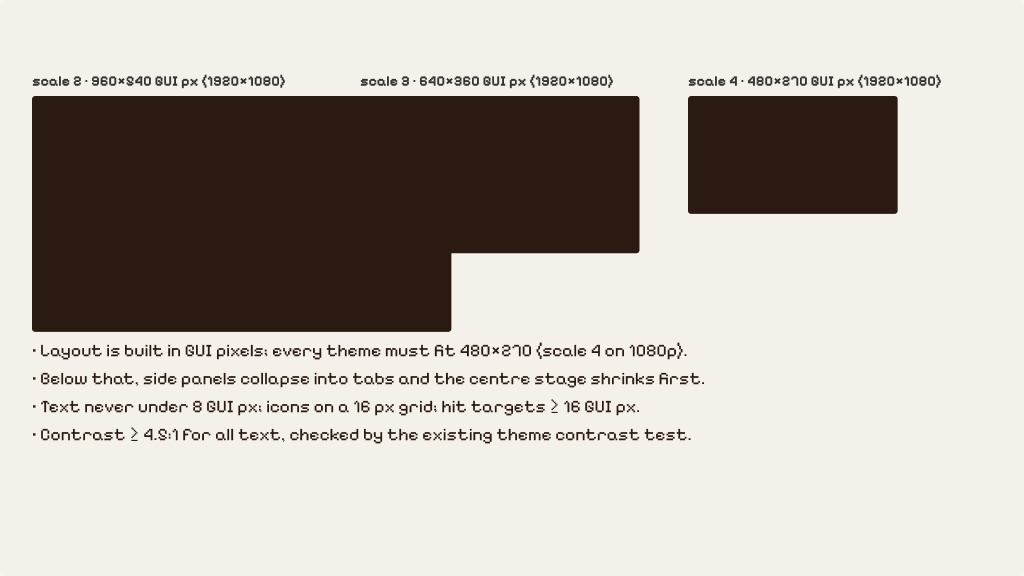 scale 2 · 960×540 GUI px (1920×1080)
scale 3 · 640×360 GUI px (1920×1080)
scale 4 · 480×270 GUI px (1920×1080)
· Layout is built in GUI pixels; every theme must fit 480×270 (scale 4 on 1080p).
· Below that, side panels collapse into tabs and the centre stage shrinks first.
· Text never under 8 GUI px; icons on a 16 px grid; hit targets ≥ 16 GUI px.
· Contrast ≥ 4.5:1 for all text, checked by the existing theme contrast test.